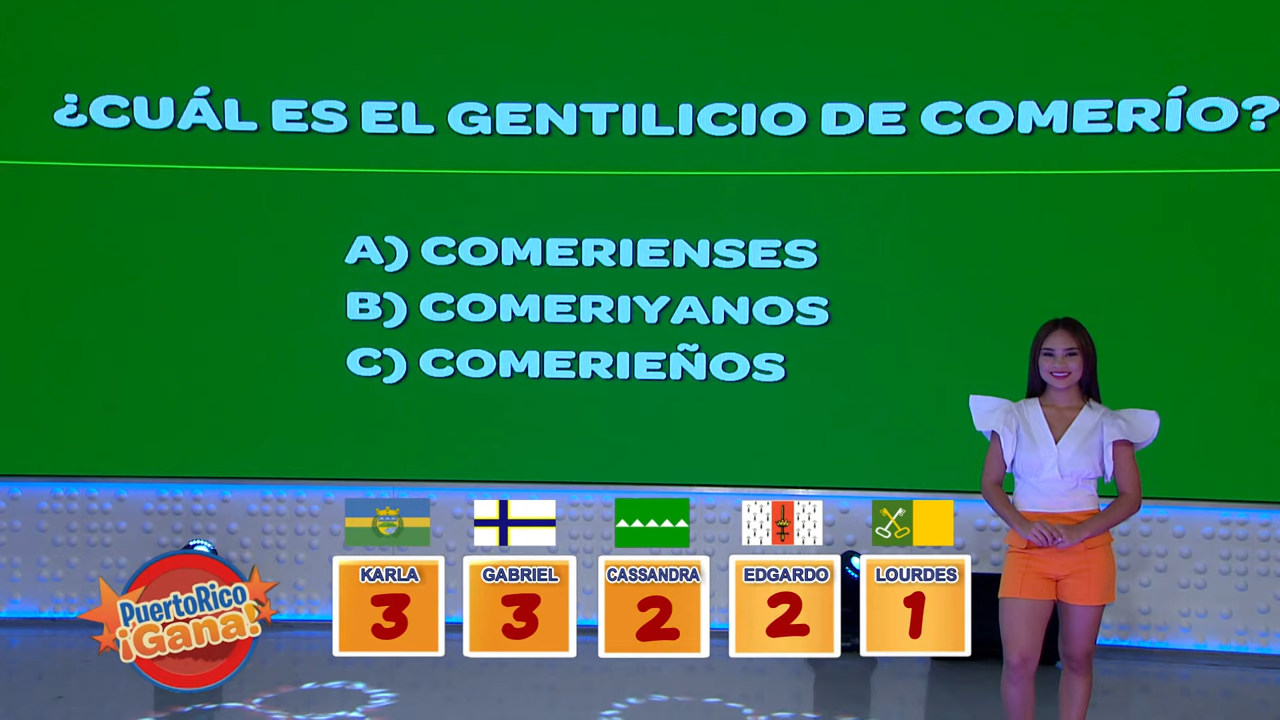 ¿CUÁL ES EL GENTILICIO DE COMERÍO?
A) COMERIENSES
B) COMERIYANOS
C) COMERIEÑOS
KARLA
GABRIEL
CASSANDRA
EDGARDO
LOURDES
3
3
2
2
1
PuertoRico
¡Gana!